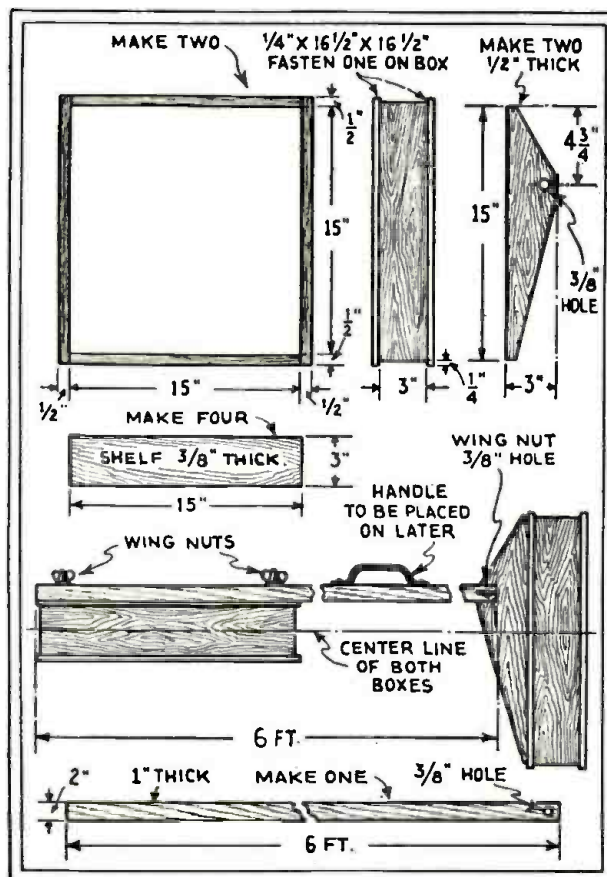 MAKE TWO
1/4" X 16 1/2" X 16 1/2"
FASTEN ONE ON BOX
MAKE TWO
1/2" THICK
1/2
15"
1/2"
1/2"
15"
1/2"
3"
1/4"
15"
4 3/4"
3/8"
HOLE
3"
MAKE FOUR
SHELF 3/8" THICK.
3"
15"
WING NUTS
HANDLE
TO BE PLACED
ON LATER
WING NUT
3/8" HOLE
CENTER LINE
OF BOTH
BOXES
6 FT.
2"
1" THICK
MAKE ONE
3/8" HOLE
6 FT.